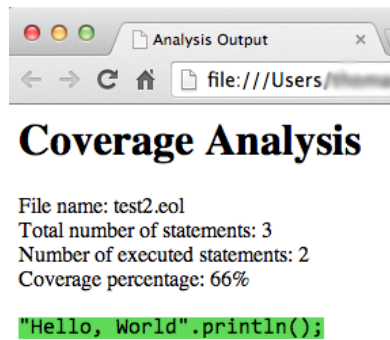 Analysis Output
file:///Users/
Coverage Analysis
File name: test2.eol
Total number of statements: 3
Number of executed statements: 2
Coverage percentage: 66%
"Hello, World".println();